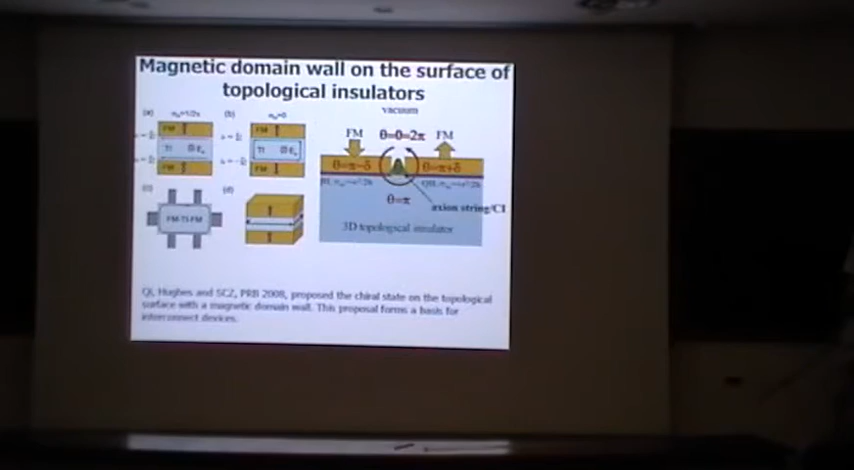 Magnetic domain wall on the surface of
topological insulators
vacuum
(a)
(b)
FM θ=0–2π FM
FM
FM
TI
TI
FM
FM
θ=π-δ
θ=π+δ
θ=π
(c)
(d)
FM-TI-FM
axion string/CI
3D topological insulator
Qi, Hughes and SCZ, PRB 2008, proposed the chiral state on the topological
surface with a magnetic domain wall. This proposal forms a basis for
interconnect devices.